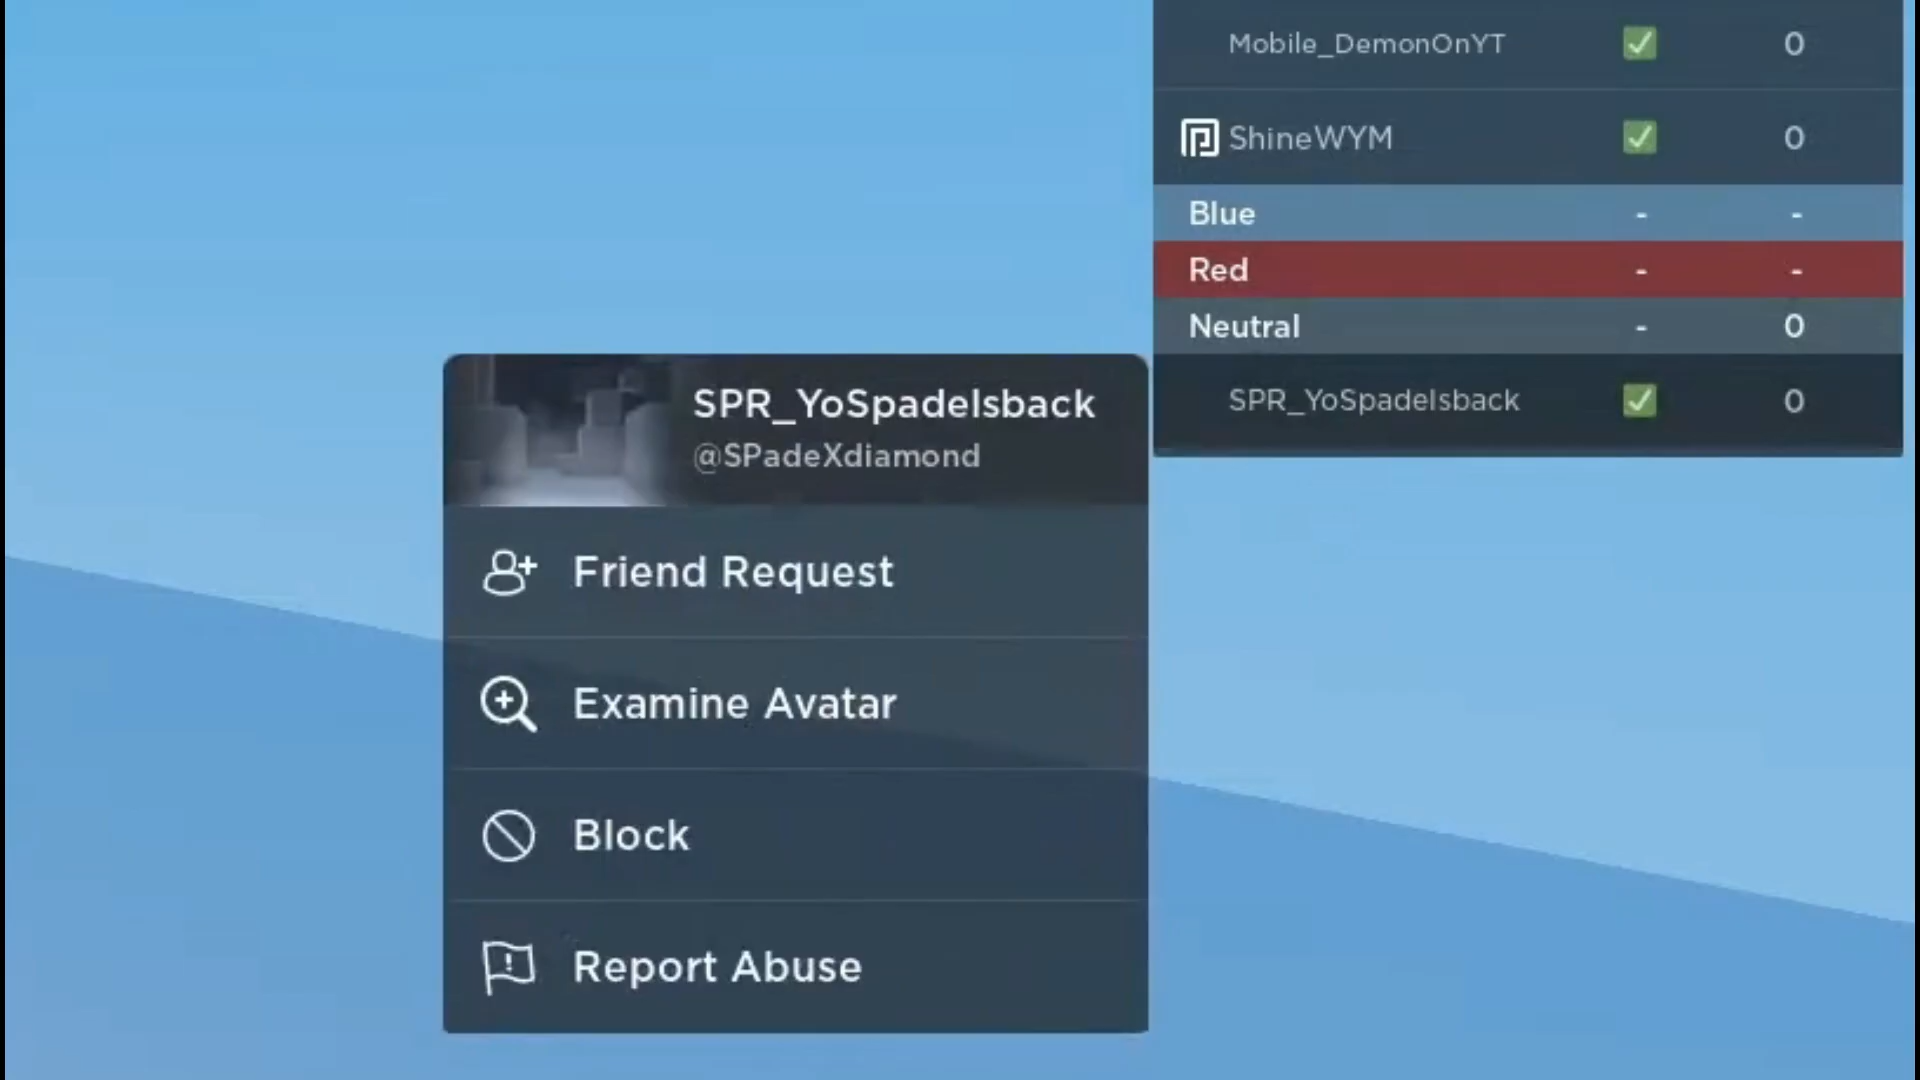 Mobile_DemonOnYT ✅ 0
ShineWYM ✅ 0
Blue - -
Red - -
Neutral - 0
SPR_YoSpadeIsback ✅ 0
SPR_YoSpadeIsback
@SPadeXdiamond
Friend Request
Examine Avatar
Block
Report Abuse